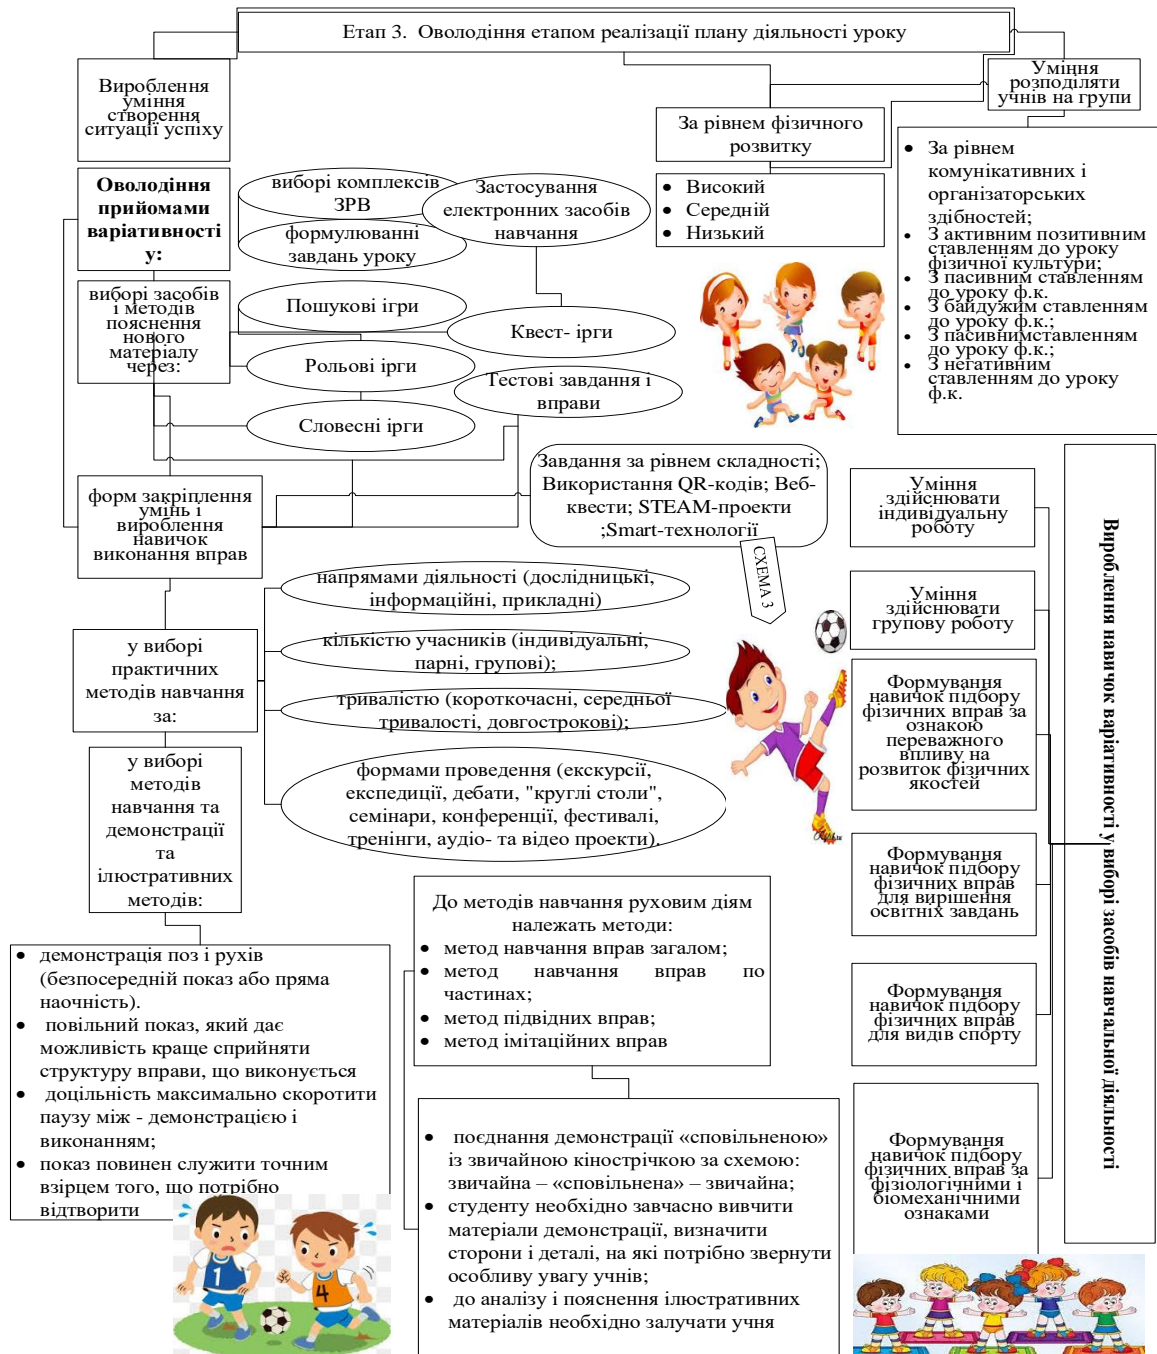 Етап 3. Оволодіння етапом реалізації плану діяльності уроку
Вироблення
уміння
створення
ситуації успіху
За рівнем фізичного
розвитку
Уміння
розподіляти
учнів на групи
• Високий
• Середній
• Низький
• За рівнем
комунікативних і
організаторських
здібностей;
• З активним позитивним
ставленням до уроку
фізичної культури;
• З пасивним ставленням
до уроку ф.к.
• З байдужим ставленням
до уроку ф.к.;
• З пасивнимставленням
до уроку ф.к.;
• З негативним
ставленням до уроку
ф.к.
Оволодіння
прийомами
варіативності
у:
виборі комплексів
ЗРВ
формулюванні
завдань уроку
Застосування
електронних засобів
навчання
виборі засобів
і методів
пояснення
нового
матеріалу
через:
Пошукові ігри
Квест- ірги
Рольові ірги
Тестові завдання і
вправи
Словесні ірги
форм закріплення
умінь і
вироблення
навичок
виконання вправ
Завдання за рівнем складності;
Використання QR-кодів; Веб-
квести; STEAM-проекти
;Smart-технології
СХЕМА 3
у виборі
практичних
методів навчання
за:
напрямами діяльності (дослідницькі,
інформаційні, прикладні)
кількістю учасників (індивідуальні,
парні, групові);
тривалістю (короткочасні, середньої
тривалості, довгострокові);
формами проведення (екскурсії,
експедиції, дебати, "круглі столи",
семінари, конференції, фестивалі,
тренінги, аудіо- та відео проекти).
у виборі
методів
навчання та
демонстрації
та
ілюстративних
методів:
• демонстрація поз і рухів
(безпосередній показ або пряма
наочність).
• повільний показ, який дає
можливість краще сприйняти
структуру вправи, що виконується
• доцільність максимально скоротити
паузу між - демонстрацією і
виконанням;
• показ повинен служити точним
взірцем того, що потрібно
відтворити
До методів навчання руховим діям
належать методи:
• метод навчання вправ загалом;
• метод навчання вправ по
частинах;
• метод підвідних вправ;
• метод імітаційних вправ
• поєднання демонстрації «сповільненою»
із звичайною кінострічкою за схемою:
звичайна – «сповільнена» – звичайна;
• студенту необхідно завчасно вивчити
матеріали демонстрації, визначити
сторони і деталі, на які потрібно звернути
особливу увагу учнів;
• до аналізу і пояснення ілюстративних
матеріалів необхідно залучати учня
Уміння
здійснювати
індивідуальну
роботу
Уміння
здійснювати
групову роботу
Формування
навичок підбору
фізичних вправ за
ознакою
переважного
впливу на
розвиток фізичних
якостей
Формування
навичок підбору
фізичних вправ
для вирішення
освітніх завдань
Формування
навичок підбору
фізичних вправ
для видів спорту
Формування
навичок підбору
фізичних вправ за
фізіологічними і
біомеханічними
ознаками
Вироблення навичок варіативності у виборі засобів навчальної діяльності
1
4